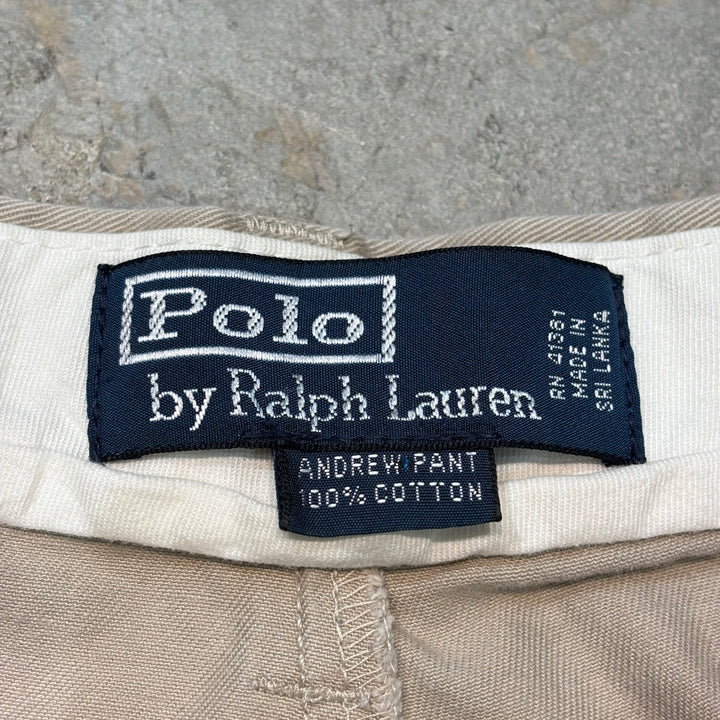 Polo
by Ralph Lauren
RN 41381
MADE IN
SRI LANKA
ANDREW PANT
100% COTTON